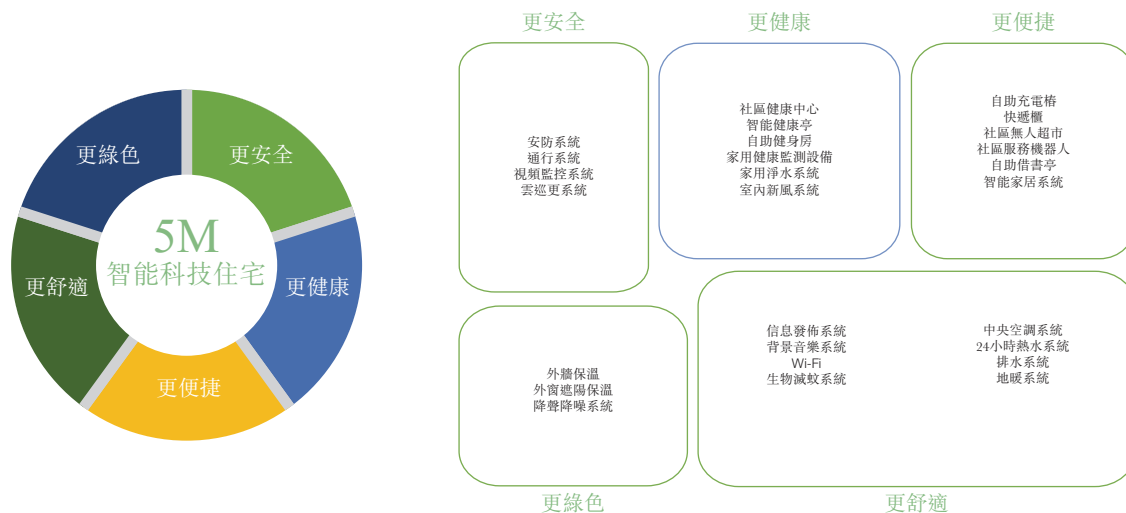 更綠色
更安全
更舒適
更健康
更便捷
5M
智能科技住宅
更安全
安防系統
通行系統
視頻監控系統
雲巡更系統
更健康
社區健康中心
智能健康亭
自助健身房
家用健康監測設備
家用淨水系統
室內新風系統
更便捷
自助充電樁
快遞櫃
社區無人超市
社區服務機器人
自助借書亭
智能家居系統
外牆保溫
外窗遮陽保溫
降聲降噪系統
更綠色
信息發佈系統
背景音樂系統
Wi-Fi
生物滅蚊系統
中央空調系統
24小時熱水系統
排水系統
地暖系統
更舒適